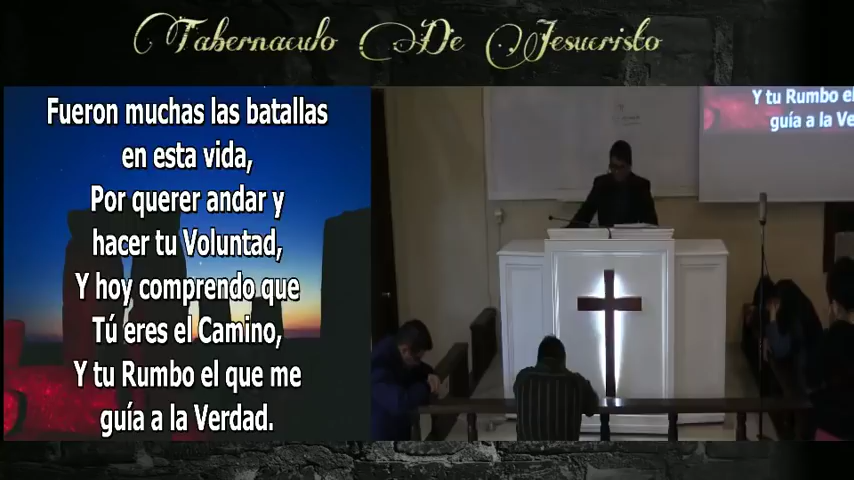 Tabernaculo De Jesucristo
Fueron muchas las batallas
en esta vida,
Por querer andar y
hacer tu Voluntad,
Y hoy comprendo que
Tú eres el Camino,
Y tu Rumbo el que me
guía a la Verdad.
Y tu Rumbo el
guía a la Ve